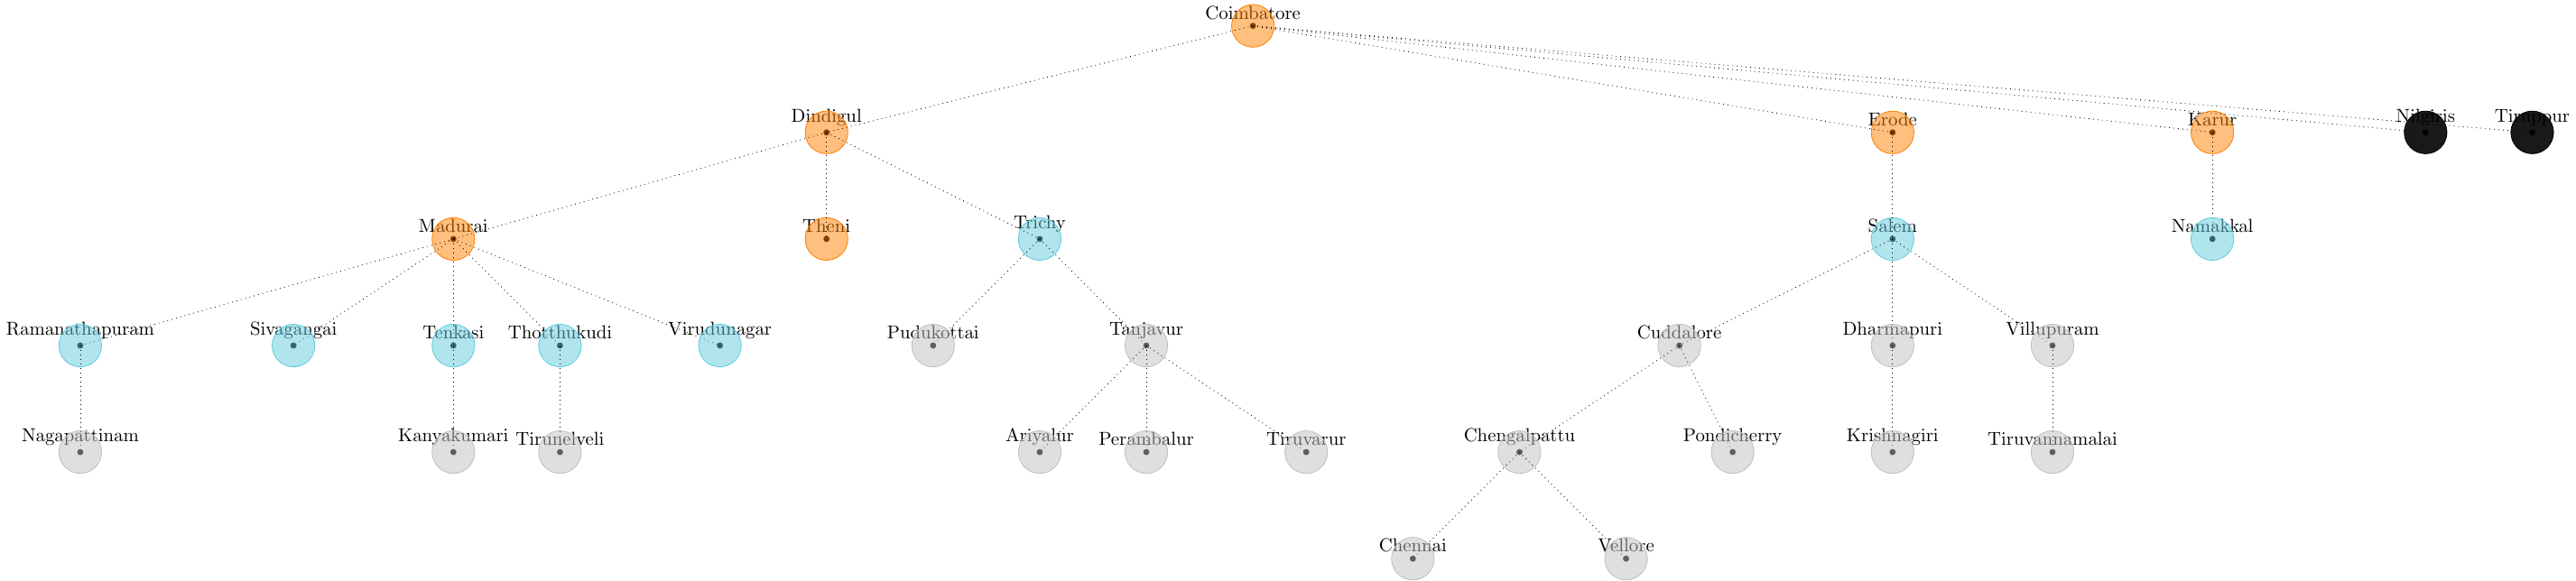 Coimbatore
Dindigul
Erode
Karur
Nilgiris
Tiruppur
Madurai
Theni
Trichy
Salem
Namakkal
Ramanathapuram
Sivagangai
Tenkasi
Thotthukudi
Virudunagar
Pudukottai
Tanjavur
Cuddalore
Dharmapuri
Villupuram
Nagapattinam
Kanyakumari
Tirunelveli
Ariyalur
Perambalur
Tiruvarur
Chengalpattu
Pondicherry
Krishnagiri
Tiruvannamalai
Chennai
Vellore